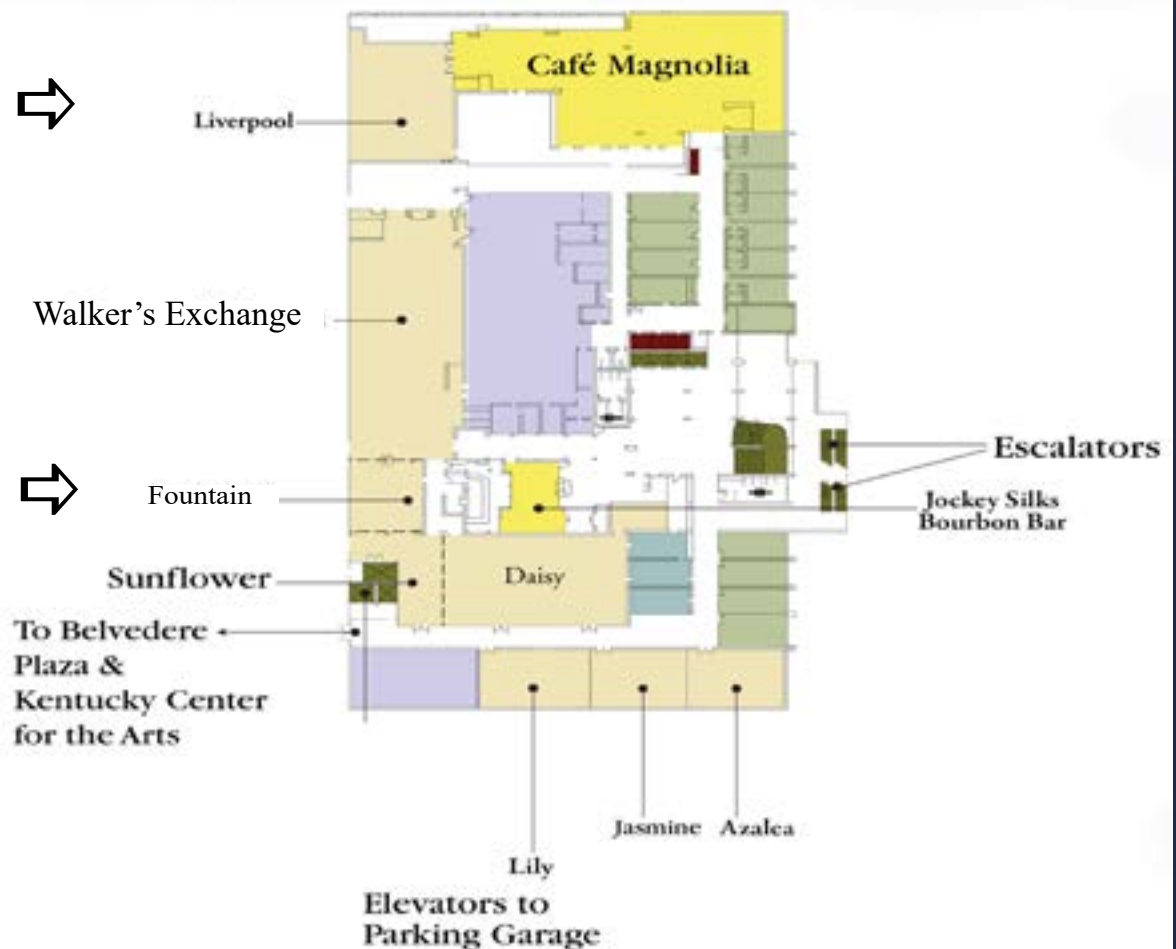 Café Magnolia
Liverpool
Walker’s Exchange
Escalators
Fountain
Jockey Silks
Bourbon Bar
Sunflower
Daisy
To Belvedere
Plaza &
Kentucky Center
for the Arts
Jasmine
Azalea
Lily
Elevators to
Parking Garage